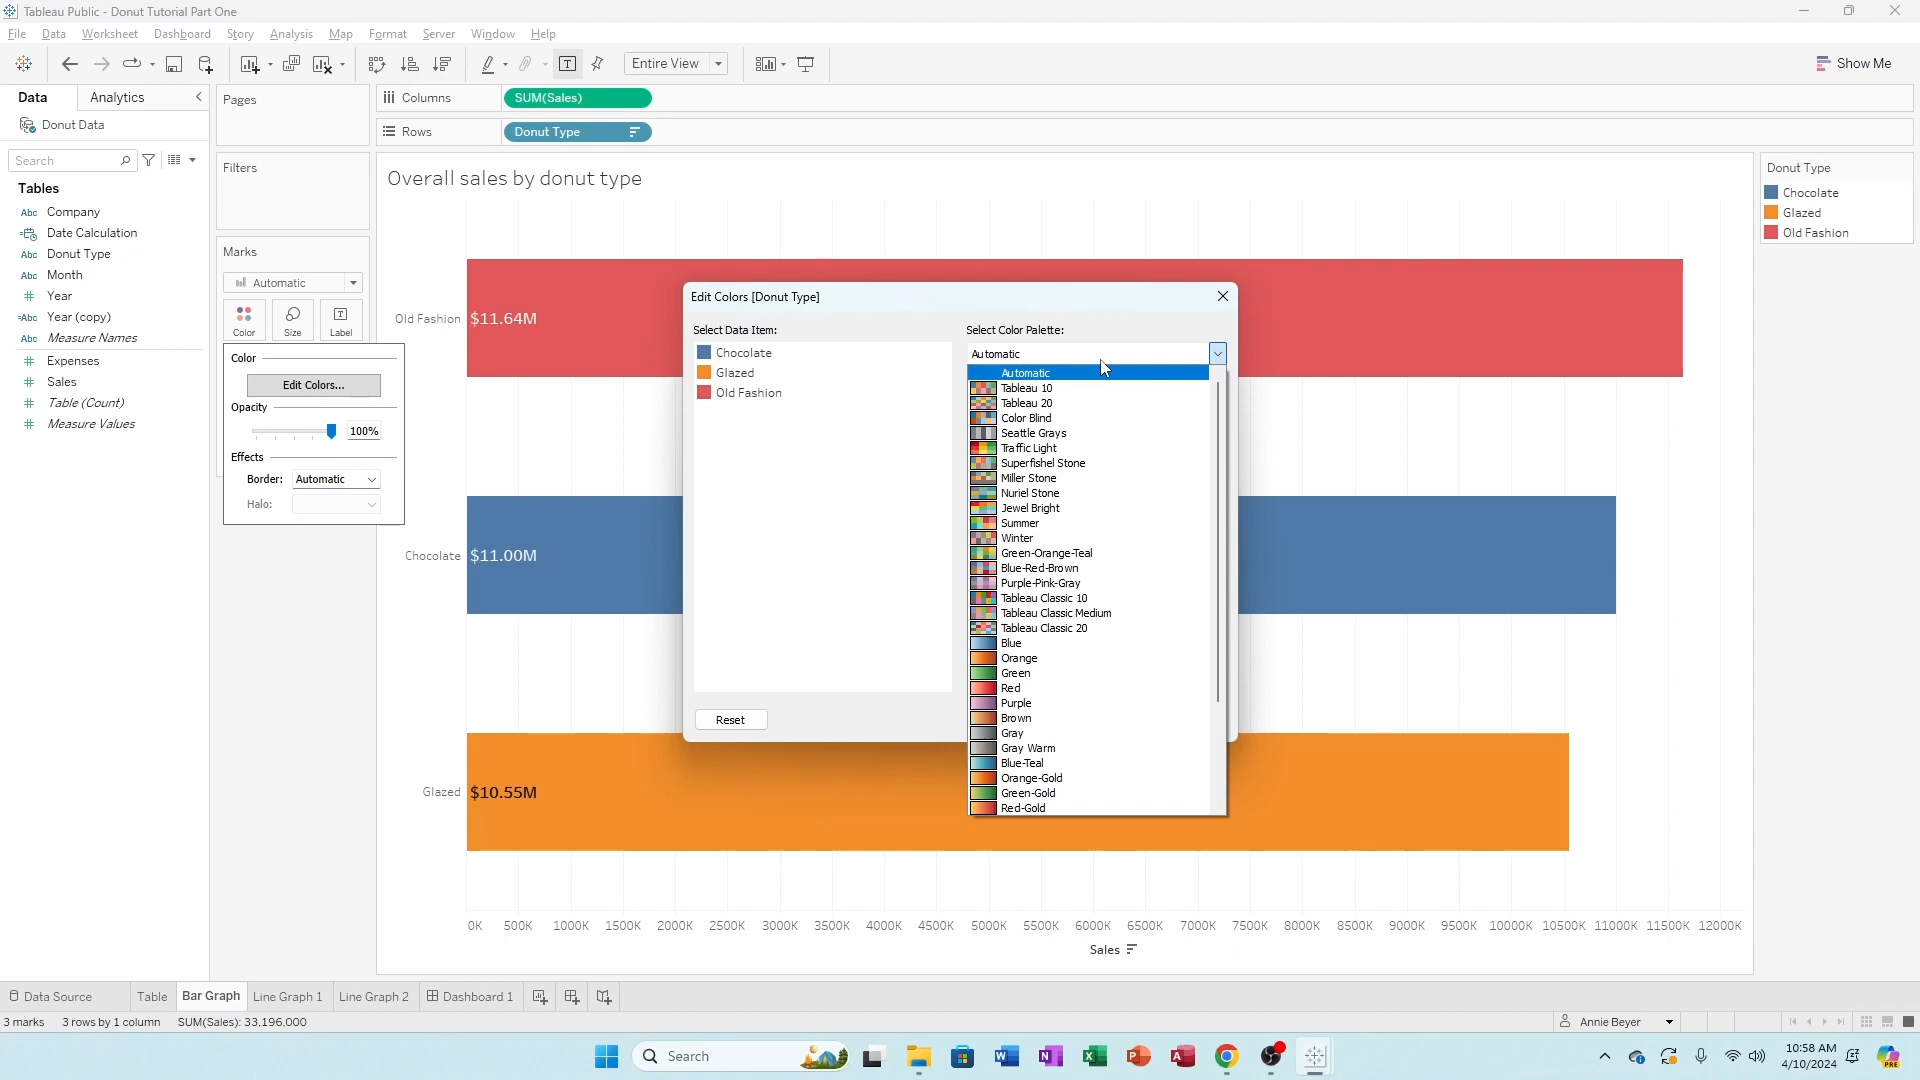 Tableau Public - Donut Tutorial Part One
File Data Worksheet Dashboard Story Analysis Map Format Server Window Help
Entire View
Show Me
Data Analytics
Donut Data
Search
Tables
Abc Company
Date Calculation
Abc Donut Type
Abc Month
# Year
=Abc Year (copy)
Abc Measure Names
# Expenses
# Sales
# Table (Count)
# Measure Values
Pages
Filters
Marks
Automatic
Color Size Label
Color
Edit Colors...
Opacity
100%
Effects
Border: Automatic
Halo:
Columns SUM(Sales)
Rows Donut Type
Overall sales by donut type
Old Fashion $11.64M
Chocolate $11.00M
Glazed $10.55M
0K 500K 1000K 1500K 2000K 2500K 3000K 3500K 4000K 4500K 5000K 5500K 6000K 6500K 7000K 7500K 8000K 8500K 9000K 9500K 10000K 10500K 11000K 11500K 12000K
Sales
Edit Colors [Donut Type]
Select Data Item:
Chocolate
Glazed
Old Fashion
Reset
Select Color Palette:
Automatic
Automatic
Tableau 10
Tableau 20
Color Blind
Seattle Grays
Traffic Light
Superfishel Stone
Miller Stone
Nuriel Stone
Jewel Bright
Summer
Winter
Green-Orange-Teal
Blue-Red-Brown
Purple-Pink-Gray
Tableau Classic 10
Tableau Classic Medium
Tableau Classic 20
Blue
Orange
Green
Red
Purple
Brown
Gray
Gray Warm
Blue-Teal
Orange-Gold
Green-Gold
Red-Gold
Donut Type
Chocolate
Glazed
Old Fashion
Data Source Table Bar Graph Line Graph 1 Line Graph 2 Dashboard 1
3 marks 3 rows by 1 column SUM(Sales): 33,196,000
Annie Beyer
Search
10:58 AM
4/10/2024
PRE